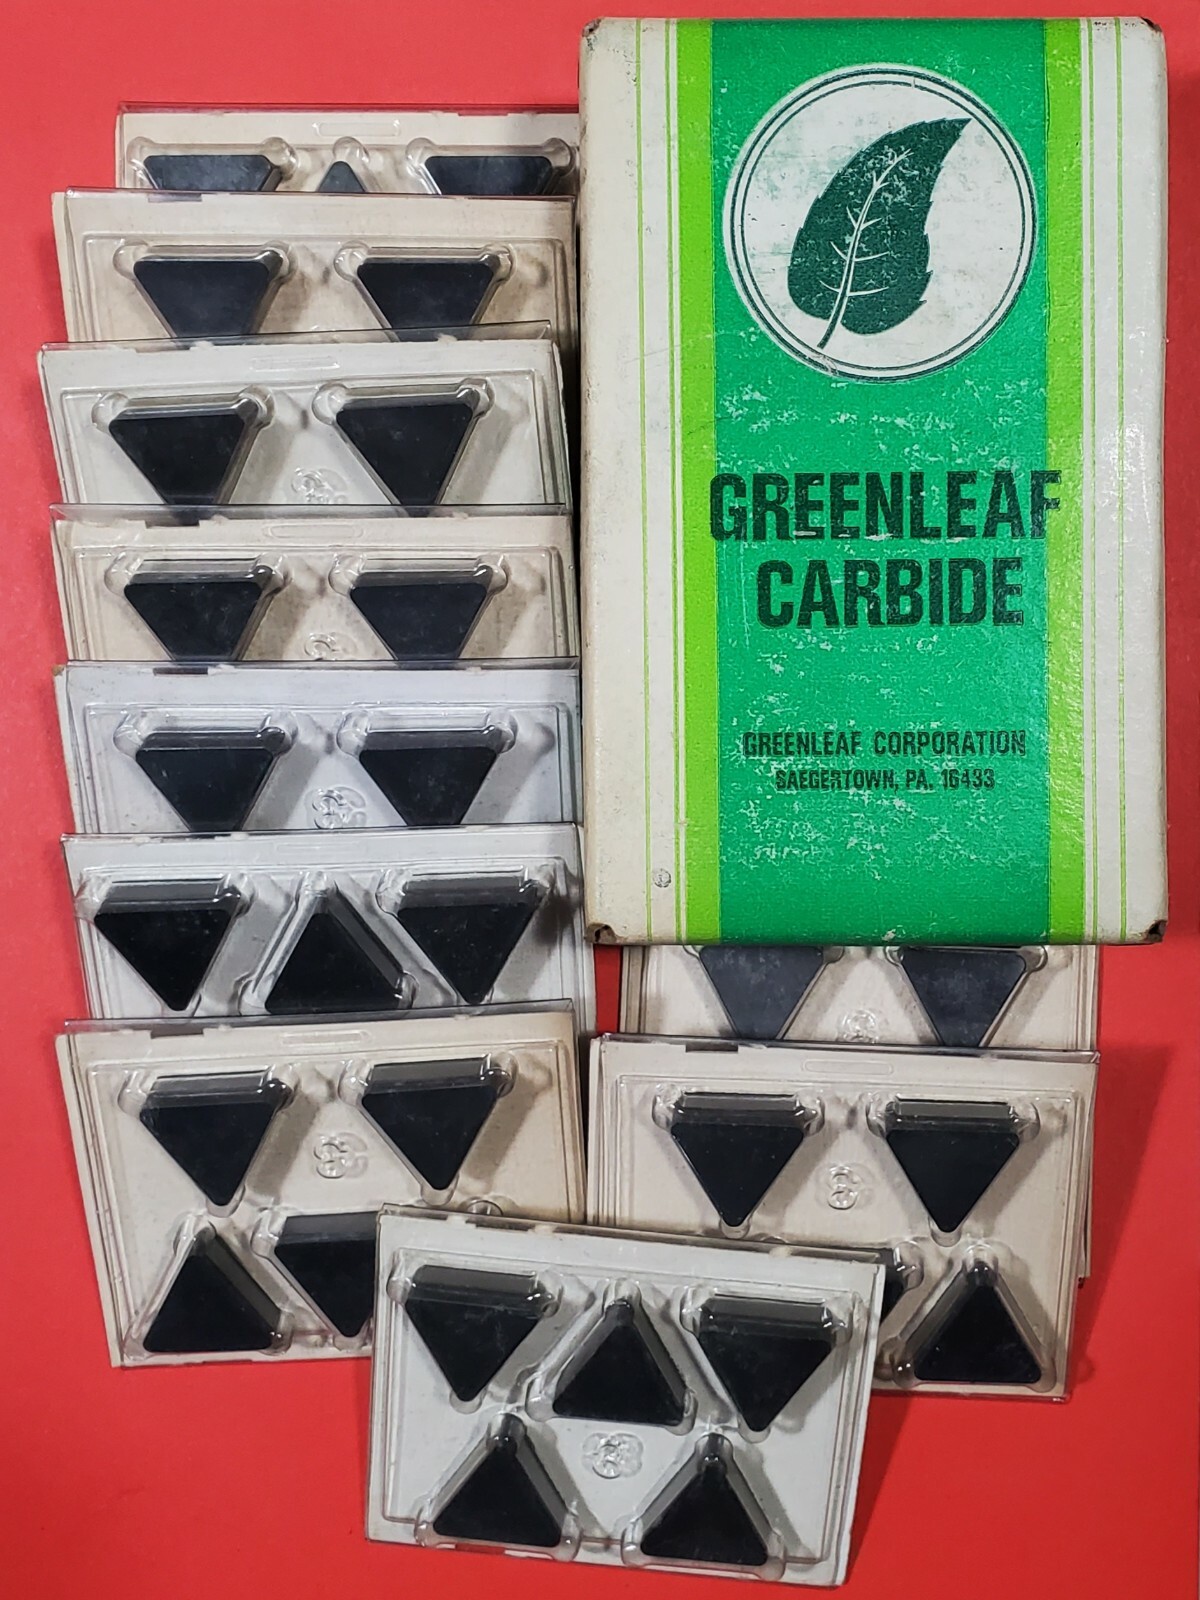 GREENLEAF
CARBIDE
GREENLEAF CORPORATION
SAEGERTOWN, PA. 16433